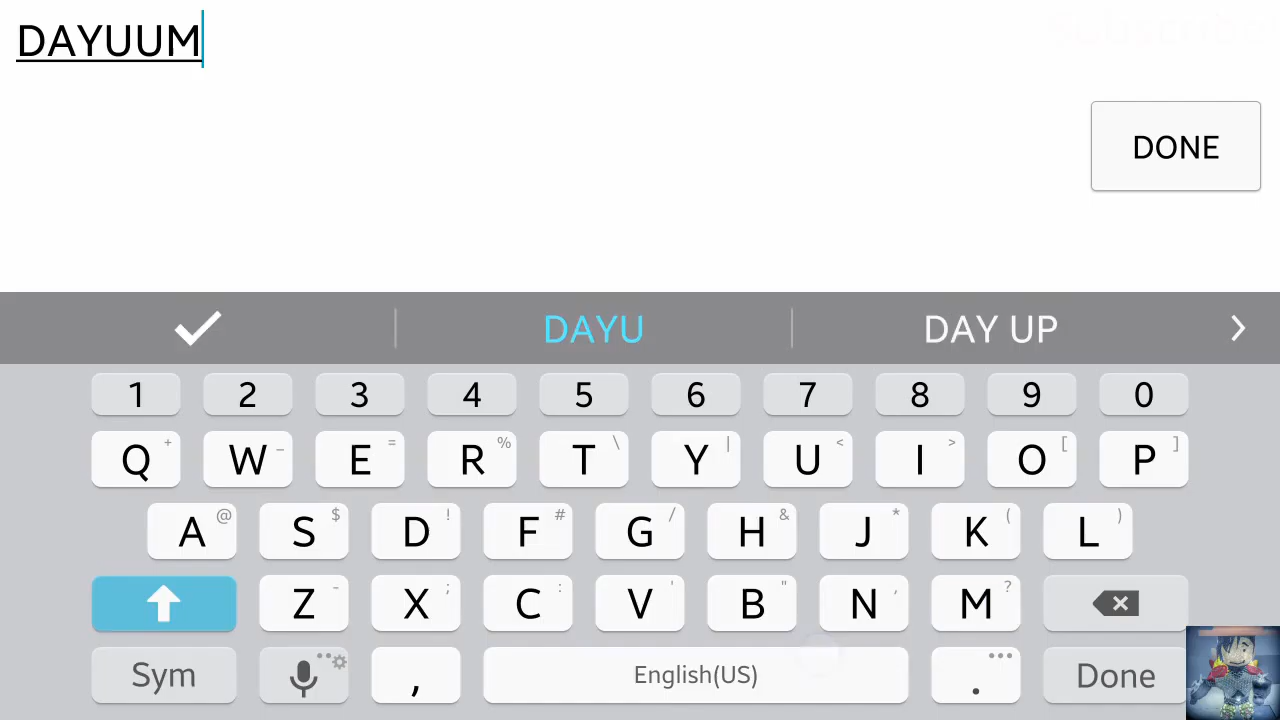 DAYUUM
Subscribe
DONE
DAYU DAY UP
1 2 3 4 5 6 7 8 9 0
Q + W - E = R % T \ Y | U < I > O [ P ]
A @ S $ D ! F # G / H & J * K ( L )
Z - X ; C : V ' B " N , M ?
Sym , English(US) . Done